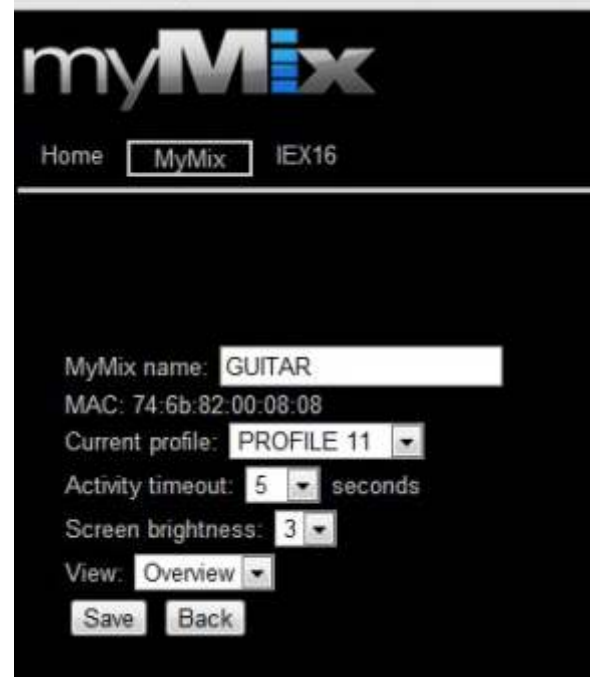 myMix
Home MyMix IEX16
MyMix name: GUITAR
MAC: 74:6b:82:00:08:08
Current profile: PROFILE 11
Activity timeout: 5 seconds
Screen brightness: 3
View: Overview
Save Back